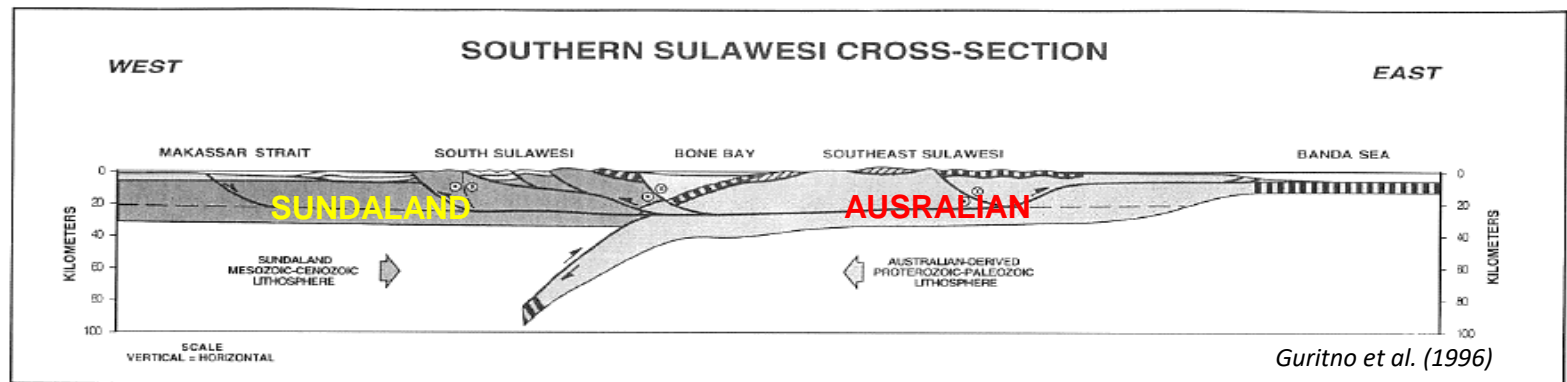 SOUTHERN SULAWESI CROSS-SECTION
WEST
EAST
MAKASSAR STRAIT SOUTH SULAWESI BONE BAY SOUTHEAST SULAWESI BANDA SEA
0 0
20 20
40 40
60 60
80 80
100 100
KILOMETERS
KILOMETERS
SUNDALAND
AUSRALIAN
SUNDALAND
MESOZOIC-CENOZOIC
LITHOSPHERE
AUSTRALIAN-DERIVED
PROTEROZOIC-PALEOZOIC
LITHOSPHERE
SCALE
VERTICAL = HORIZONTAL
Guritno et al. (1996)